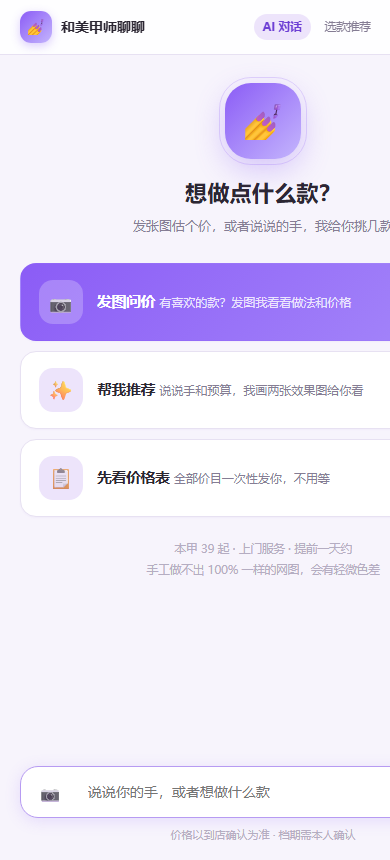 和美甲师聊聊
AI 对话
选款推荐
想做点什么款?
发张图估个价，或者说说的手，我给你挑几款
发图问价 有喜欢的款? 发图我看看做法和价格
帮我推荐 说说手和预算，我画两张效果图给你看
先看价格表 全部价目一次性发你，不用等
本甲 39 起 · 上门服务 · 提前一天约
手工做不出 100% 一样的网图，会有轻微色差
说说你的手，或者想做什么款
价格以到店确认为准 · 档期需本人确认